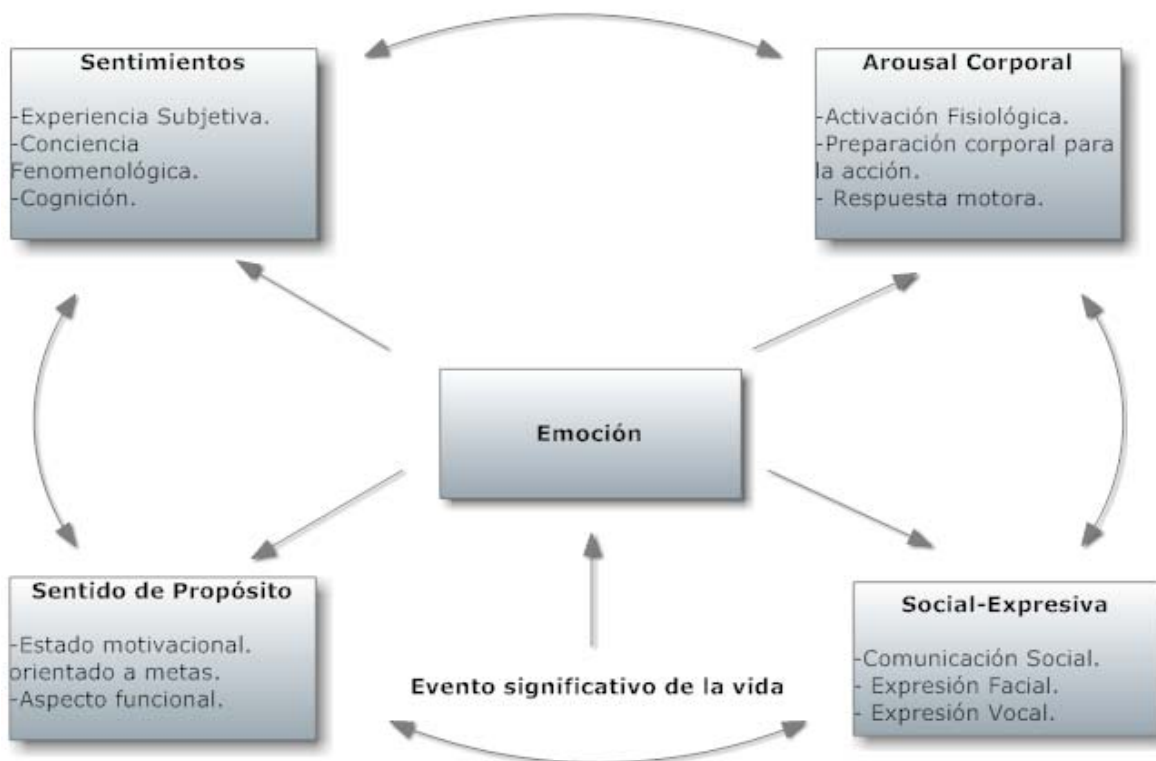 Sentimientos
-Experiencia Subjetiva.
-Conciencia
Fenomenológica.
-Cognición.
Arousal Corporal
-Activación Fisiológica.
-Preparación corporal para
la acción.
- Respuesta motora.
Emoción
Sentido de Propósito
-Estado motivacional.
orientado a metas.
-Aspecto funcional.
Evento significativo de la vida
Social-Expresiva
-Comunicación Social.
- Expresión Facial.
- Expresión Vocal.